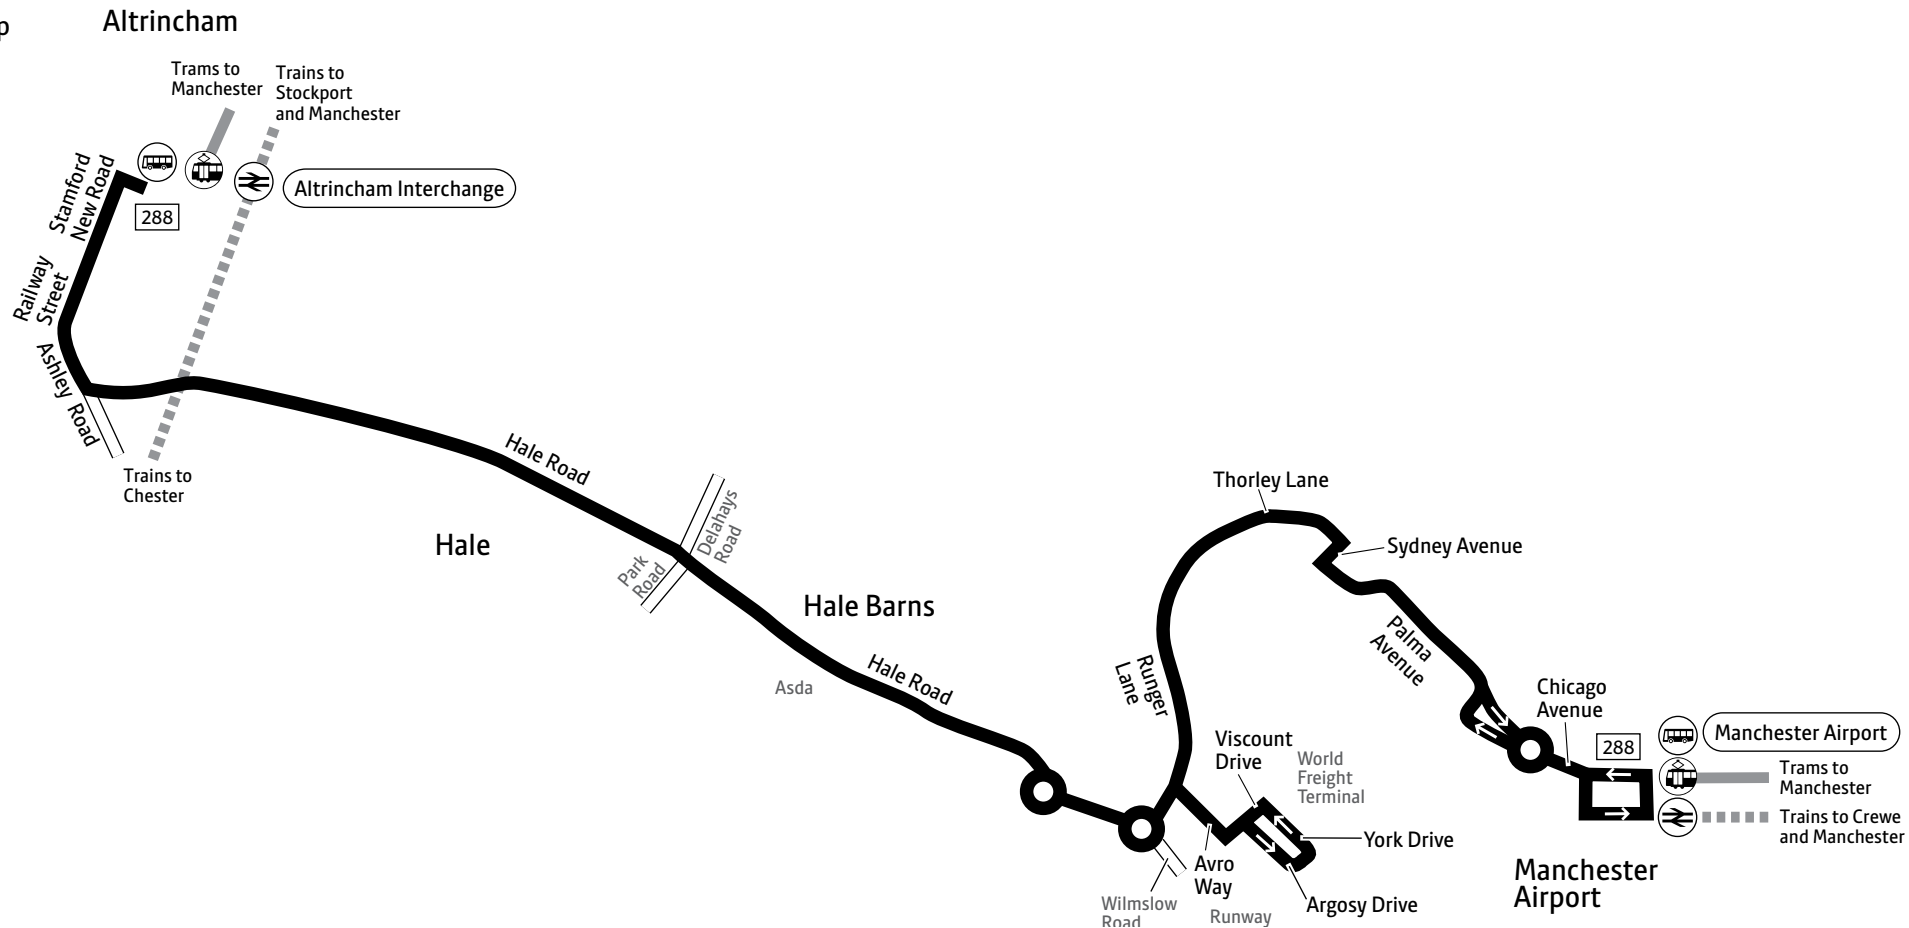 p
Altrincham
Trams to
Manchester
Trains to
Stockport
and Manchester
Stamford
New Road
288
Altrincham Interchange
Railway
Street
Ashley Road
Trains to
Chester
Hale Road
Hale
Park
Road
Delahays
Road
Hale Barns
Asda
Hale Road
Thorley Lane
Sydney Avenue
Palma
Avenue
Runger
Lane
Chicago
Avenue
288
Manchester Airport
Trams to
Manchester
Trains to Crewe
and Manchester
Viscount
Drive
World
Freight
Terminal
York Drive
Avro
Way
Argosy Drive
Wilmslow
Road
Runway
Manchester
Airport